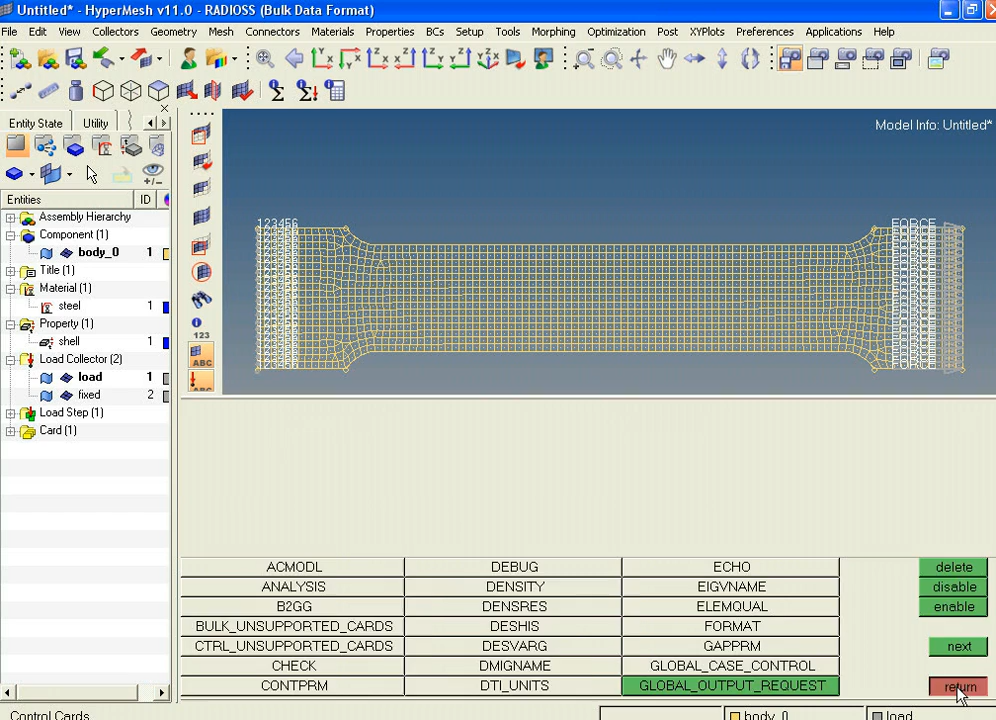 Untitled* - HyperMesh v11.0 - RADIOSS (Bulk Data Format)
File Edit View Collectors Geometry Mesh Connectors Materials Properties BCs Setup Tools Morphing Optimization Post XYPlots Preferences Applications Help
Entity State Utility
Model Info: Untitled*
Entities ID
Assembly Hierarchy
Component (1)
body_0 1
Title (1)
Material (1)
steel 1
Property (1)
shell 1
Load Collector (2)
load 1
fixed 2
Load Step (1)
Card (1)
123
ABC
ABC
123456
FORCE
ACMODL DEBUG ECHO delete
ANALYSIS DENSITY EIGVNAME disable
B2GG DENSRES ELEMQUAL enable
BULK_UNSUPPORTED_CARDS DESHIS FORMAT
CTRL_UNSUPPORTED_CARDS DESVARG GAPPRM next
CHECK DMIGNAME GLOBAL_CASE_CONTROL
CONTPRM DTI_UNITS GLOBAL_OUTPUT_REQUEST return
Control Cards body_0 load